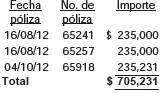 Fecha No. de Importe
póliza póliza
16/08/12 65241 $ 235,000
16/08/12 65257 235,000
04/10/12 65918 235,231
Total $ 705,231